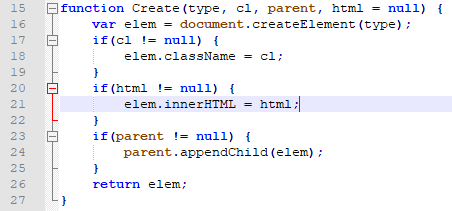 15 function Create(type, cl, parent, html = null) {
16 var elem = document.createElement(type);
17 if(cl != null) {
18 elem.className = cl;
19 }
20 if(html != null) {
21 elem.innerHTML = html;
22 }
23 if(parent != null) {
24 parent.appendChild(elem);
25 }
26 return elem;
27 }